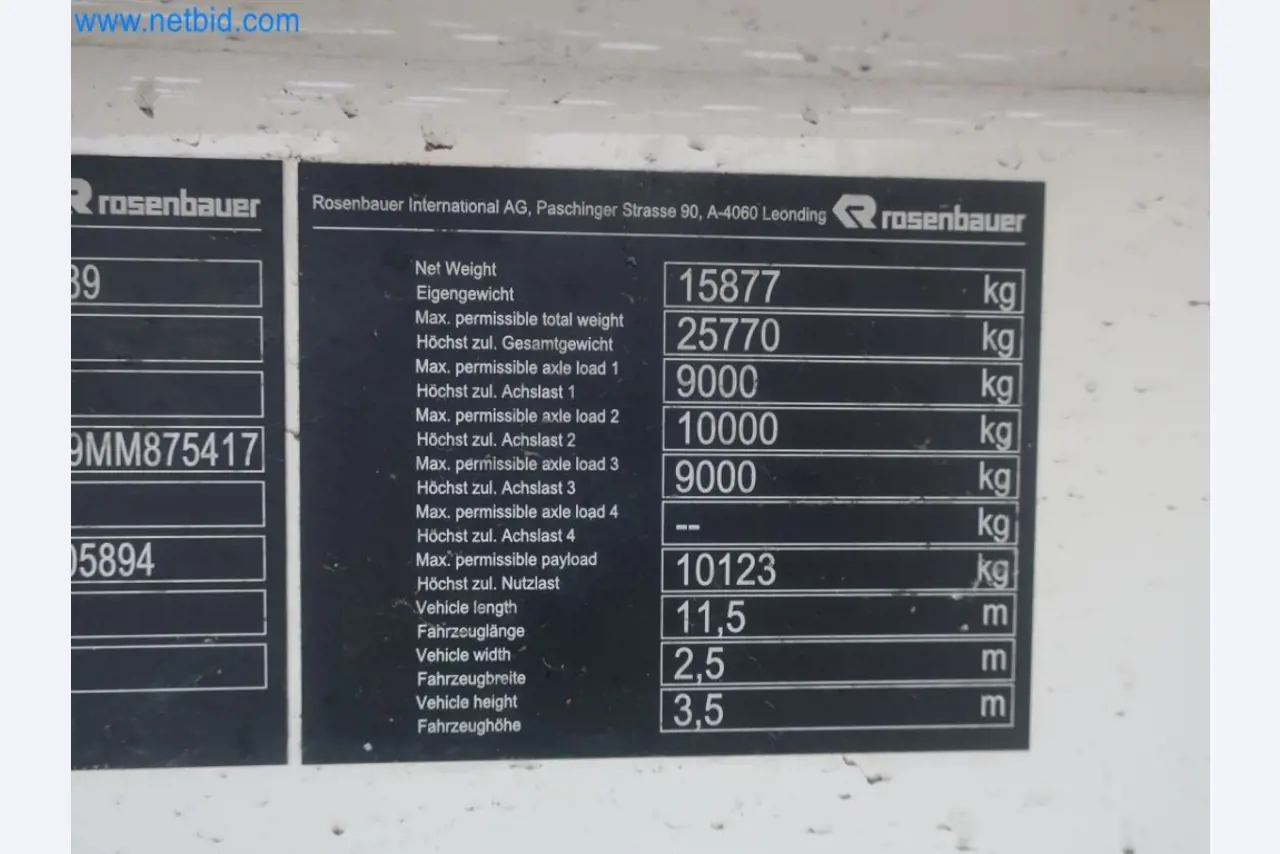 www.netbid.com
rosenbauer
39
9MM875417
05894
Rosenbauer International AG, Paschinger Strasse 90, A-4060 Leonding rosenbauer
Net Weight
Eigengewicht
15877 kg
Max. permissible total weight
Höchst zul. Gesamtgewicht
25770 kg
Max. permissible axle load 1
Höchst zul. Achslast 1
9000 kg
Max. permissible axle load 2
Höchst zul. Achslast 2
10000 kg
Max. permissible axle load 3
Höchst zul. Achslast 3
9000 kg
Max. permissible axle load 4
Höchst zul. Achslast 4
-- kg
Max. permissible payload
Höchst zul. Nutzlast
10123 kg
Vehicle length
Fahrzeuglänge
11,5 m
Vehicle width
Fahrzeugbreite
2,5 m
Vehicle height
Fahrzeughöhe
3,5 m